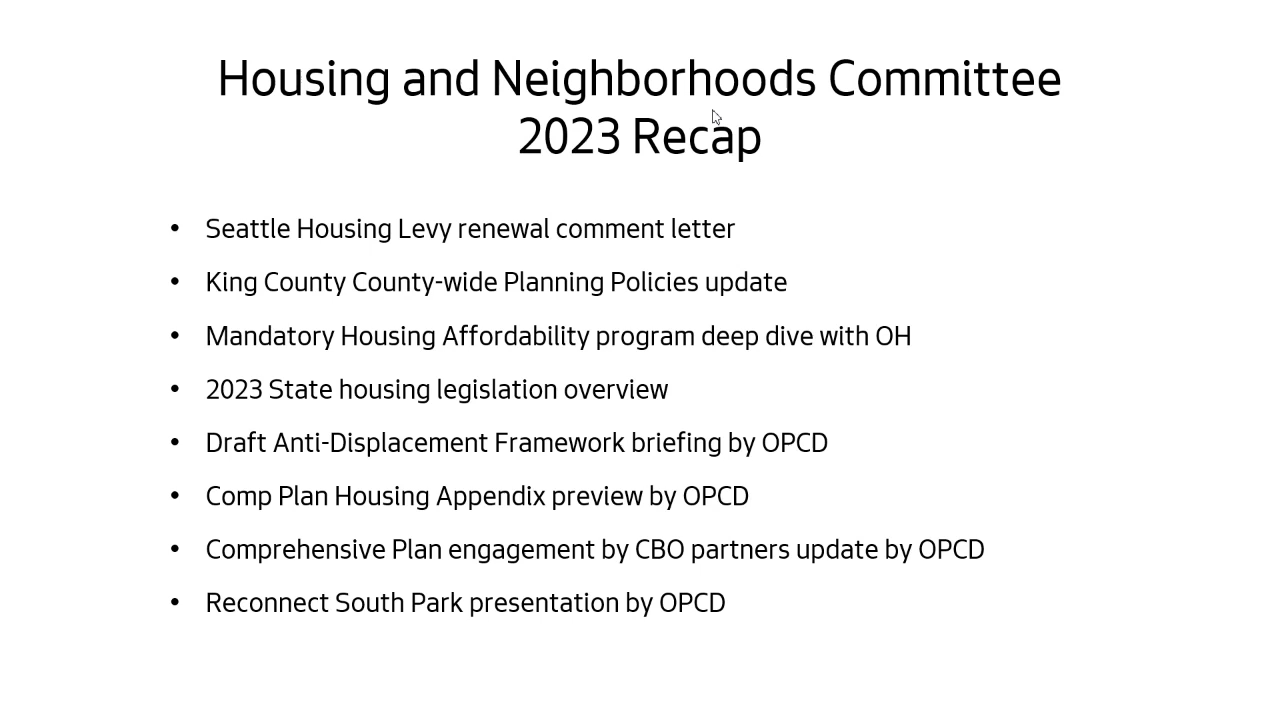 Housing and Neighborhoods Committee
2023 Recap
• Seattle Housing Levy renewal comment letter
• King County County-wide Planning Policies update
• Mandatory Housing Affordability program deep dive with OH
• 2023 State housing legislation overview
• Draft Anti-Displacement Framework briefing by OPCD
• Comp Plan Housing Appendix preview by OPCD
• Comprehensive Plan engagement by CBO partners update by OPCD
• Reconnect South Park presentation by OPCD